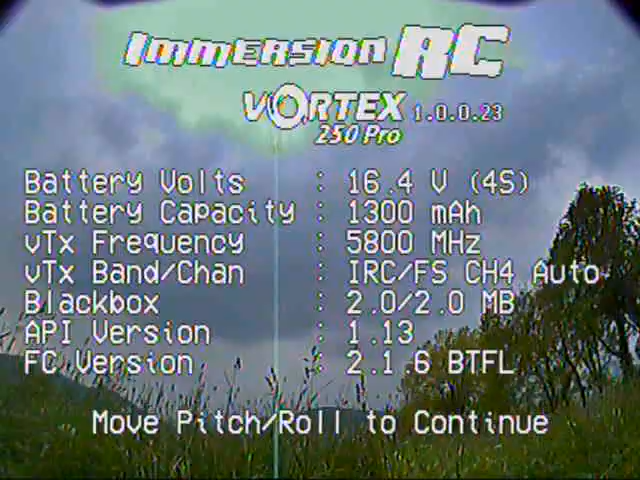 ImmersionRC
VORTEX 1.0.0.23
250 Pro
Battery Volts : 16.4 V (4S)
Battery Capacity : 1300 mAh
vTx Frequency : 5800 MHz
vTx Band/Chan : IRC/FS CH4 Auto
Blackbox : 2.0/2.0 MB
API Version : 1.13
FC Version : 2.1.6 BTFL
Move Pitch/Roll to Continue